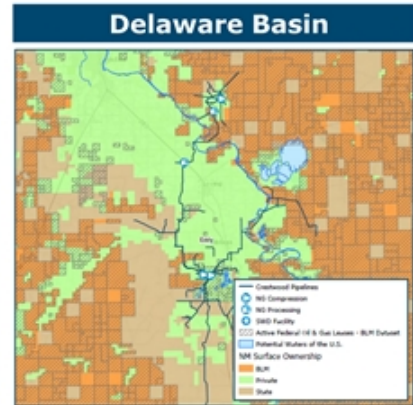 Delaware Basin
Eddy
Crestwood Pipelines
NG Compression
NG Processing
SWD Facility
Active Federal Oil & Gas Leases - BLM Dataset
Potential Waters of the U.S.
NM Surface Ownership
BLM
Private
State